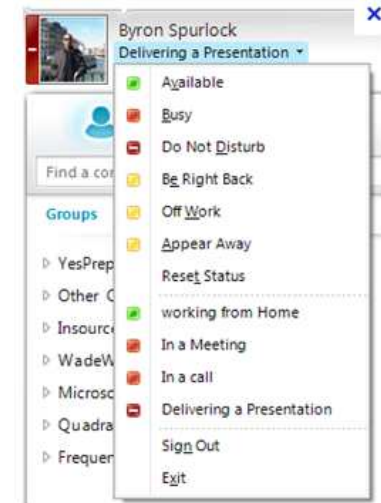 Byron Spurlock
Delivering a Presentation
Available
Busy
Do Not Disturb
Find a con
Be Right Back
Groups
Off Work
Appear Away
YesPrep
Reset Status
Other
Insource
working from Home
WadeW
In a Meeting
Microso
In a call
Quadra
Delivering a Presentation
Frequen
Sign Out
Exit